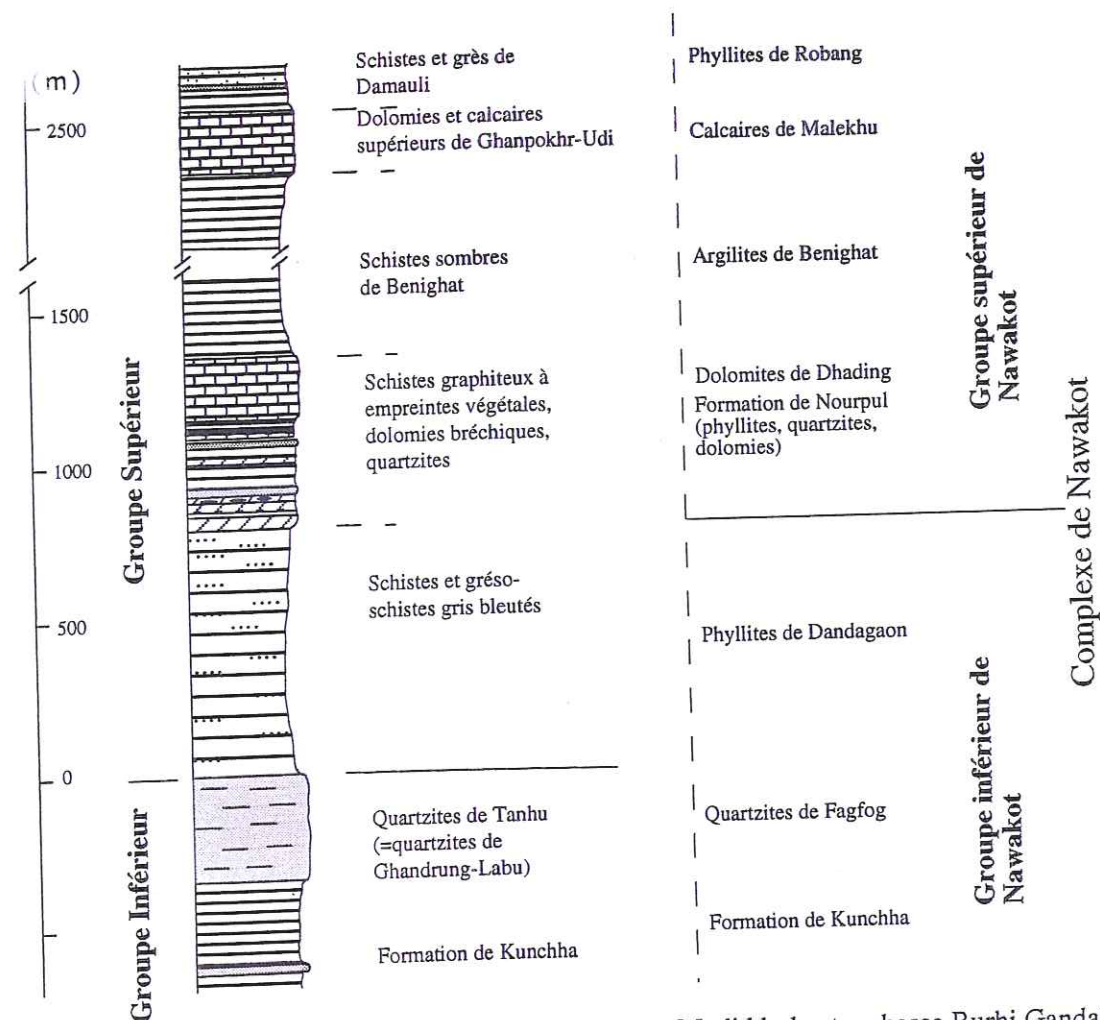 (m)
2500
1500
1000
500
0
Groupe Supérieur
Groupe Inférieur
Schistes et grès de
Damauli
Dolomies et calcaires
supérieurs de Ghanpokhr-Udi
Schistes sombres
de Benighat
Schistes graphiteux à
empreintes végétales,
dolomies bréchiques,
quartzites
Schistes et gréso-
schistes gris bleutés
Quartzites de Tanhu
(=quartzites de
Ghandrung-Labu)
Formation de Kunchha
Phyllites de Robang
Calcaires de Malekhu
Argilites de Benighat
Dolomites de Dhading
Formation de Nourpul
(phyllites, quartzites,
dolomies)
Phyllites de Dandagaon
Quartzites de Fagfog
Formation de Kunchha
Groupe supérieur de
Nawakot
Groupe inférieur de
Nawakot
Complexe de Nawakot
basse Burhi Ganda